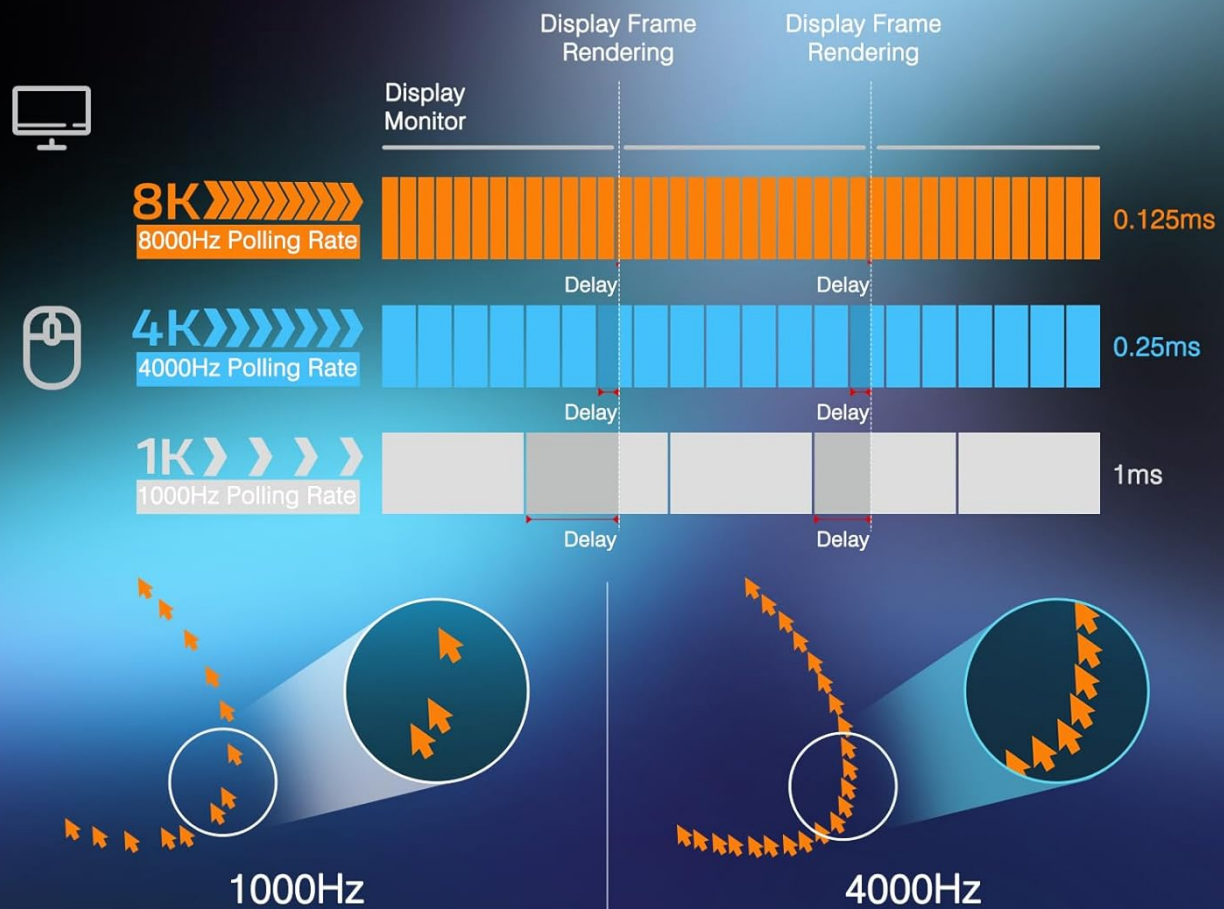 Display Frame
Rendering
Display Frame
Rendering
Display
Monitor
8K
8000Hz Polling Rate
0.125ms
Delay
Delay
4K
4000Hz Polling Rate
0.25ms
Delay
Delay
1K
1000Hz Polling Rate
1ms
Delay
Delay
1000Hz
4000Hz